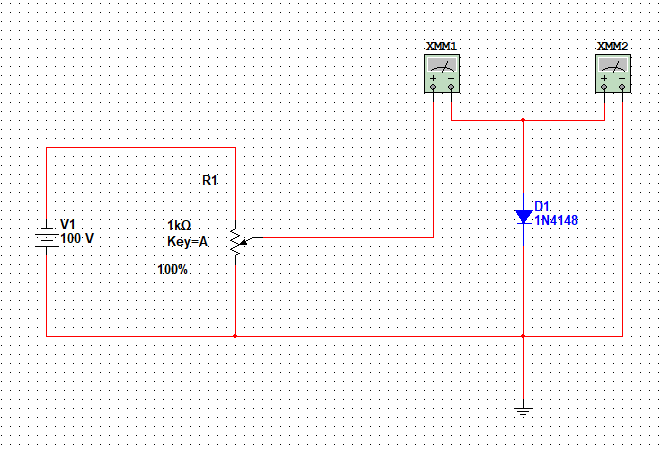 XMM1
XMM2
R1
V1
100 V
1kΩ
Key=A
100%
D1
1N4148